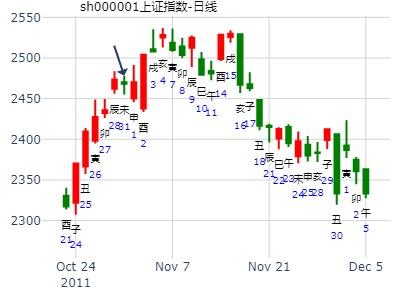 sh000001上证指数-日线
2550
2500
2450
2400
2350
2300
酉
21
子
24
丑
25
寅
26
卯
27
辰
28
未
31
申
1
酉
2
戌
3
亥
4
寅
7
卯
8
辰
9
巳
10
午
11
酉
14
戌
15
亥
16
子
17
丑
18
辰
21
巳
22
午
23
未
24
申
25
亥
28
子
29
丑
30
寅
1
卯
2
午
5
Oct 24
2011
Nov 7
Nov 21
Dec 5